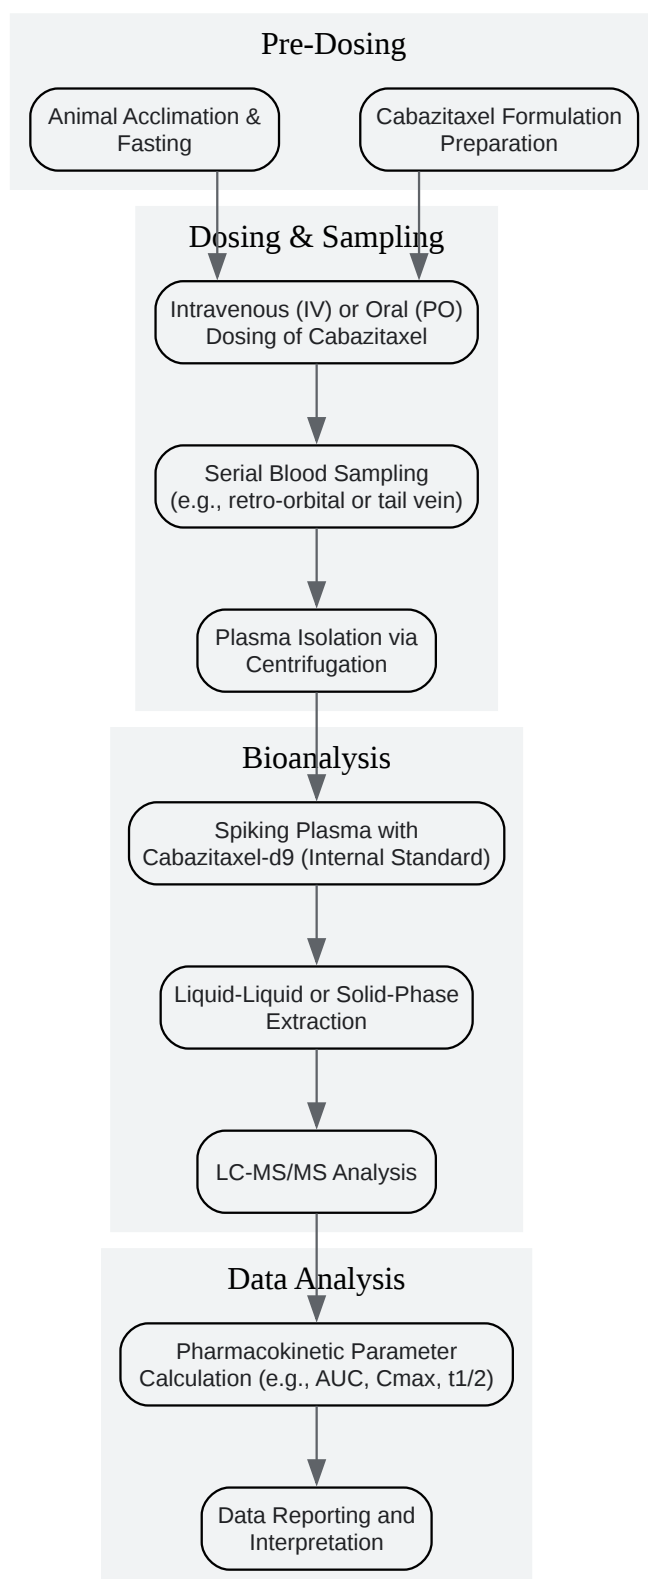 Pre-Dosing
Animal Acclimation &
Fasting
Cabazitaxel Formulation
Preparation
Dosing & Sampling
Intravenous (IV) or Oral (PO)
Dosing of Cabazitaxel
Serial Blood Sampling
(e.g., retro-orbital or tail vein)
Plasma Isolation via
Centrifugation
Bioanalysis
Spiking Plasma with
Cabazitaxel-d9 (Internal Standard)
Liquid-Liquid or Solid-Phase
Extraction
LC-MS/MS Analysis
Data Analysis
Pharmacokinetic Parameter
Calculation (e.g., AUC, Cmax, t1/2)
Data Reporting and
Interpretation